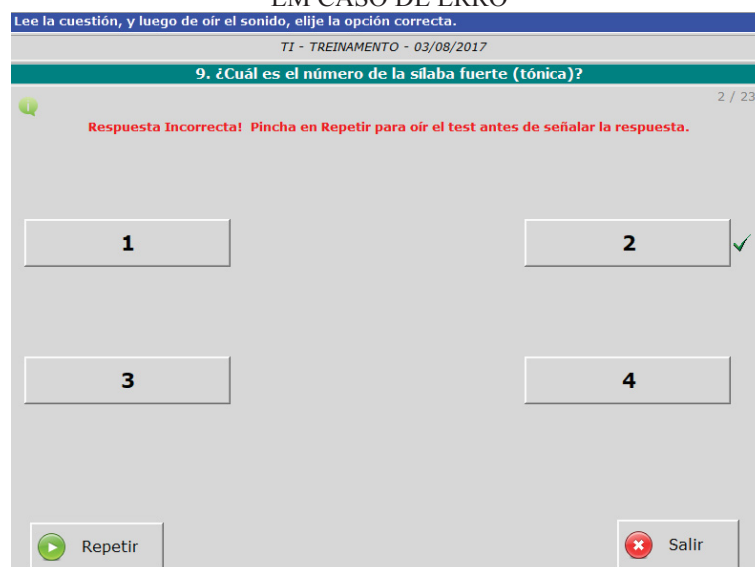 EM CASO DE ERRO
Lee la cuestión, y luego de oír el sonido, elije la opción correcta.
TI - TREINAMENTO - 03/08/2017
9. ¿Cuál es el número de la sílaba fuerte (tónica)?
2 / 23
Respuesta Incorrecta! Pincha en Repetir para oír el test antes de señalar la respuesta.
1
2
3
4
Repetir
Salir